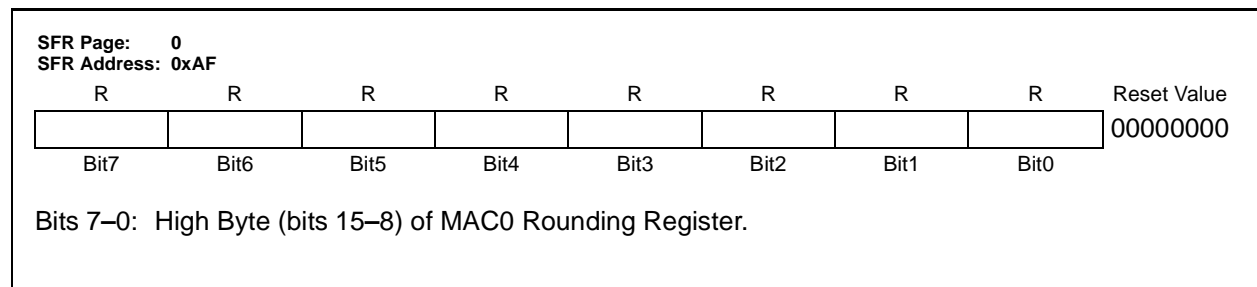 SFR Page: 0
SFR Address: 0xAF
R R R R R R R R Reset Value
00000000
Bit7 Bit6 Bit5 Bit4 Bit3 Bit2 Bit1 Bit0
Bits 7–0: High Byte (bits 15–8) of MAC0 Rounding Register.